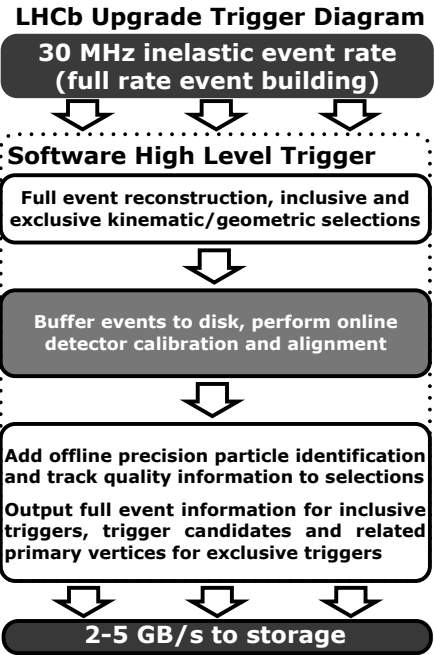 LHCb Upgrade Trigger Diagram
30 MHz inelastic event rate
(full rate event building)
Software High Level Trigger
Full event reconstruction, inclusive and
exclusive kinematic/geometric selections
Buffer events to disk, perform online
detector calibration and alignment
Add offline precision particle identification
and track quality information to selections
Output full event information for inclusive
triggers, trigger candidates and related
primary vertices for exclusive triggers
2-5 GB/s to storage